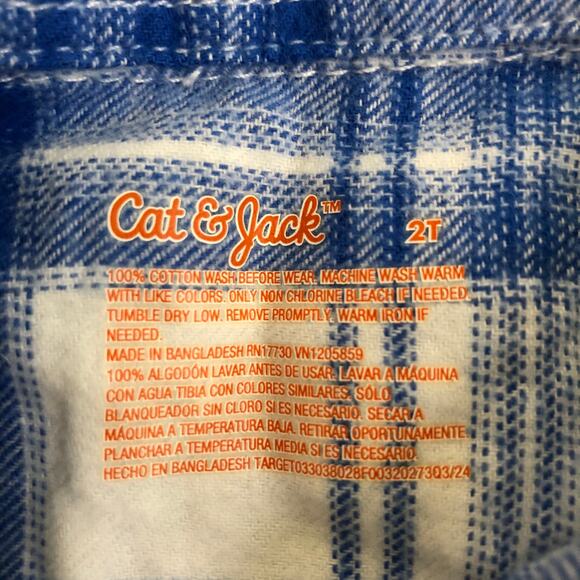 Cat & Jack™ 2T
100% COTTON WASH BEFORE WEAR. MACHINE WASH WARM
WITH LIKE COLORS. ONLY NON CHLORINE BLEACH IF NEEDED.
TUMBLE DRY LOW. REMOVE PROMPTLY. WARM IRON IF
NEEDED.
MADE IN BANGLADESH RN17730 VN1205859
100% ALGODÓN LAVAR ANTES DE USAR. LAVAR A MÁQUINA
CON AGUA TIBIA CON COLORES SIMILARES. SÓLO
BLANQUEADOR SIN CLORO SI ES NECESARIO. SECAR A
MÁQUINA A TEMPERATURA BAJA. RETIRAR OPORTUNAMENTE.
PLANCHAR A TEMPERATURA MEDIA SI ES NECESARIO.
HECHO EN BANGLADESH TARGET033038028F00320273Q3/24